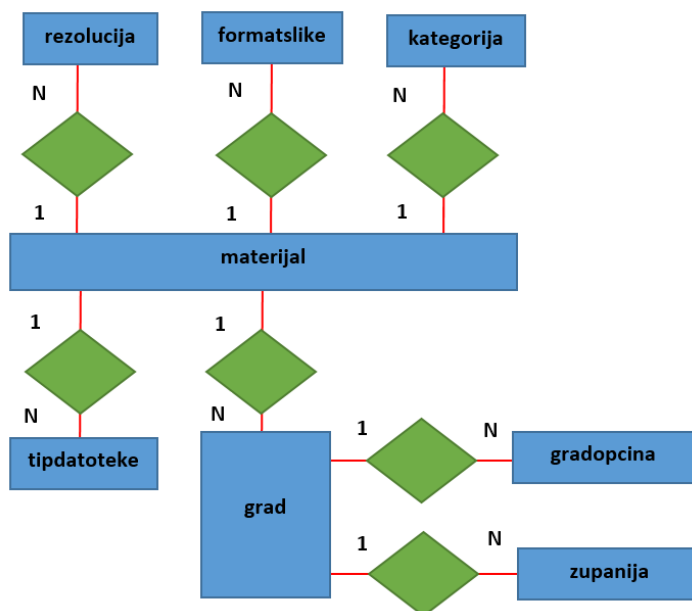 rezolucija
formatslike
kategorija
N
N
N
1
1
1
materijal
1
1
N
N
tipdatoteke
grad
1
N
gradopcina
1
N
zupanija